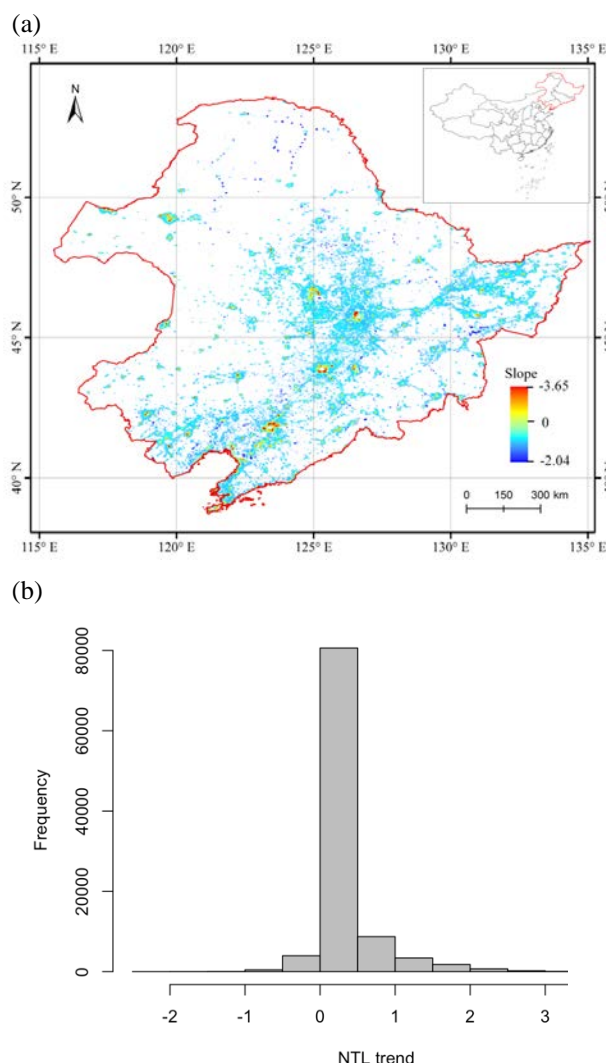 (a)
115° E 120° E 125° E 130° E 135° E
N
50° N
45° N 45° N
40° N
Slope
-3.65
0
-2.04
0 150 300 km
115° E 120° E 125° E 130° E 135° E
(b)
Frequency
0 20000 40000 60000 80000
-2 -1 0 1 2 3
NTL trend